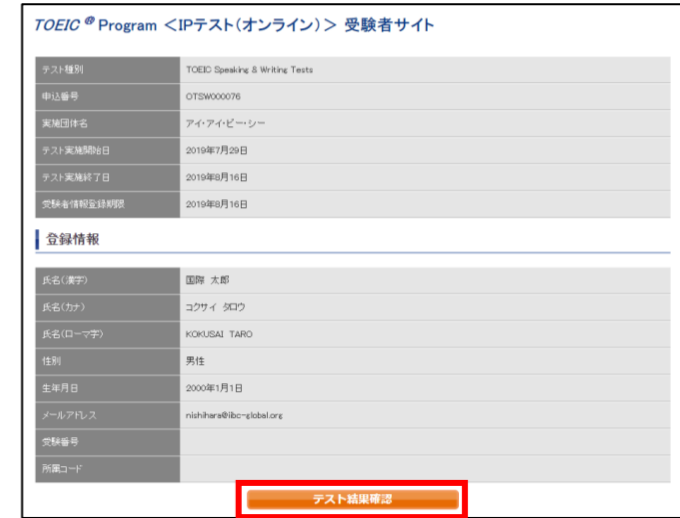 TOEIC® Program <IPテスト(オンライン)> 受験者サイト
テスト種別 TOEIC Speaking & Writing Tests
申込番号 OTSW000076
実施団体名 アイ・アイ・ビー・シー
テスト実施開始日 2019年7月29日
テスト実施終了日 2019年8月16日
受験者情報登録期限 2019年8月16日
登録情報
氏名(漢字) 国際 太郎
氏名(カナ) コクサイ タロウ
氏名(ローマ字) KOKUSAI TARO
性別 男性
生年月日 2000年1月1日
メールアドレス nishihara@ibc-global.org
受験番号
所属コード
テスト結果確認